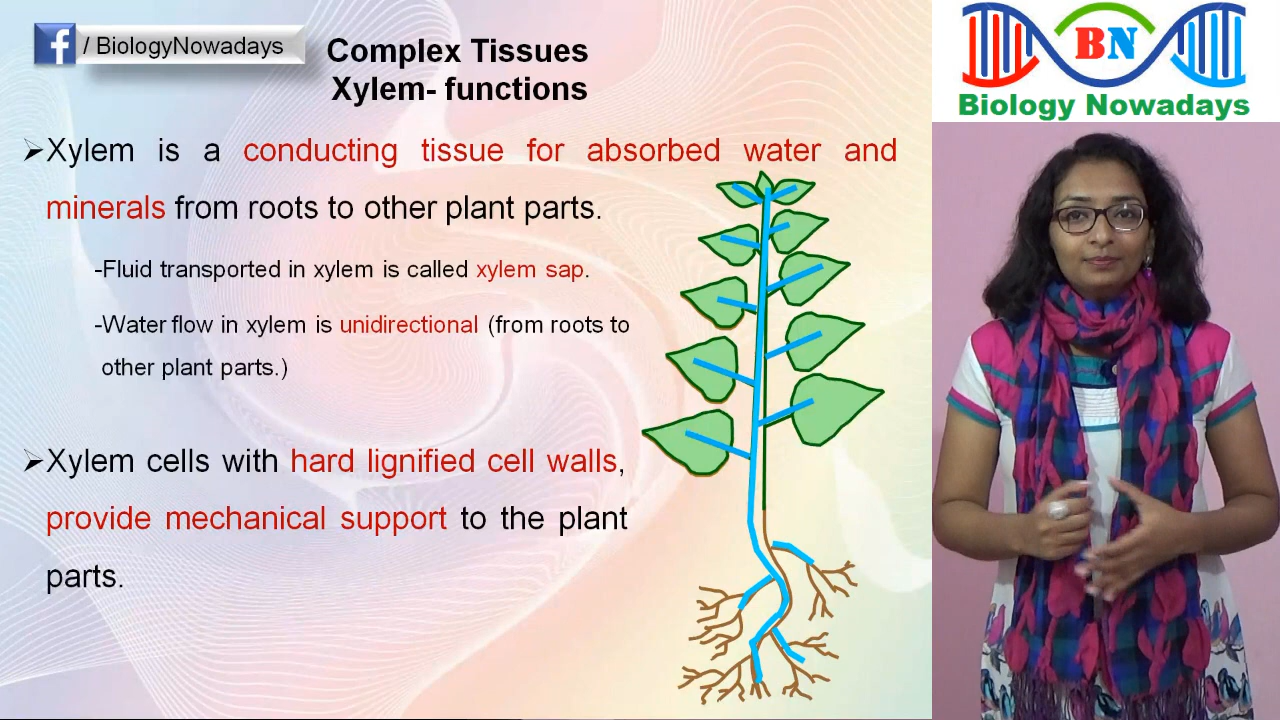 / BiologyNowadays
Complex Tissues
Xylem- functions
BN
Biology Nowadays
➢Xylem is a conducting tissue for absorbed water and
minerals from roots to other plant parts.
-Fluid transported in xylem is called xylem sap.
-Water flow in xylem is unidirectional (from roots to
other plant parts.)
➢Xylem cells with hard lignified cell walls,
provide mechanical support to the plant
parts.